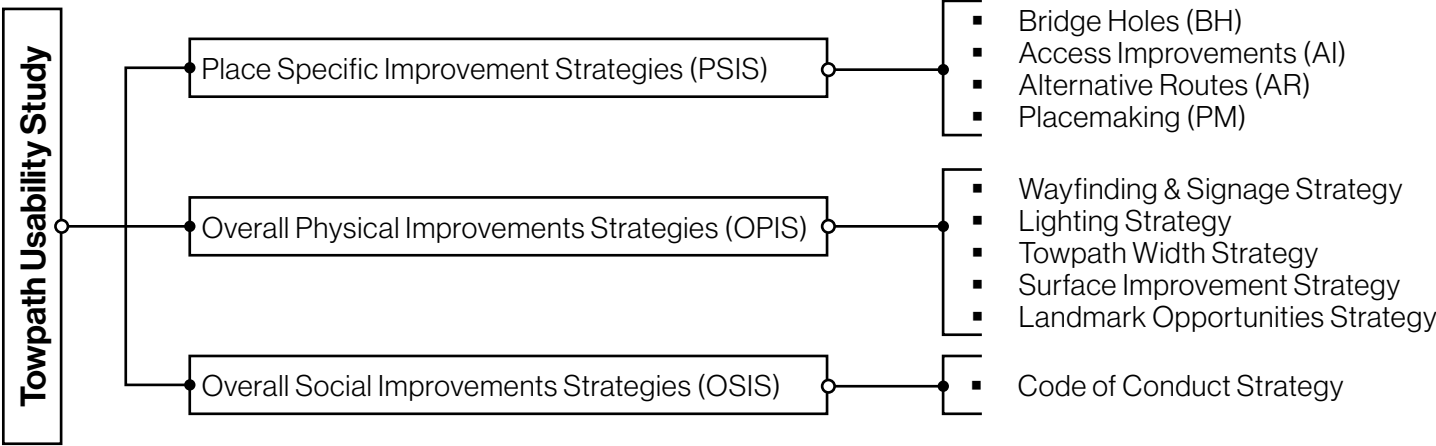 Towpath Usability Study
Place Specific Improvement Strategies (PSIS)
Bridge Holes (BH)
Access Improvements (AI)
Alternative Routes (AR)
Placemaking (PM)
Overall Physical Improvements Strategies (OPIS)
Wayfinding & Signage Strategy
Lighting Strategy
Towpath Width Strategy
Surface Improvement Strategy
Landmark Opportunities Strategy
Overall Social Improvements Strategies (OSIS)
Code of Conduct Strategy